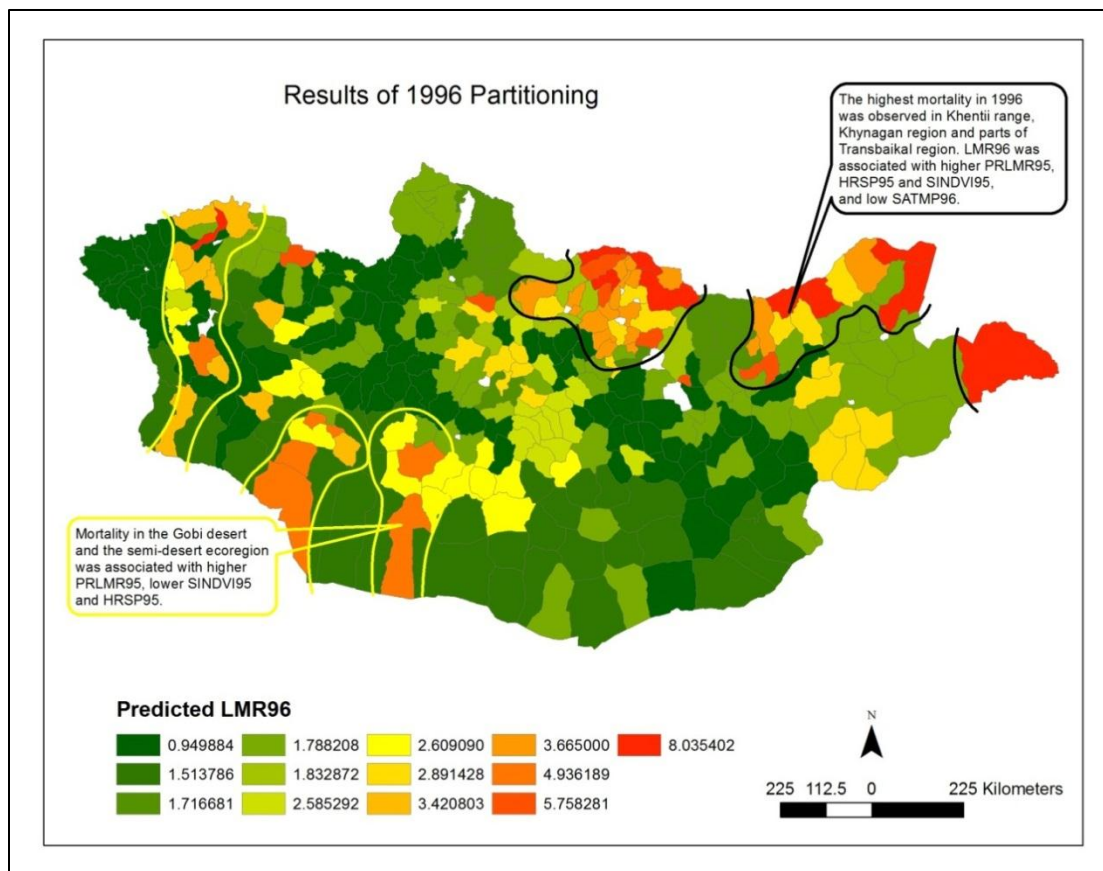 Results of 1996 Partitioning
The highest mortality in 1996
was observed in Khentii range,
Khynagan region and parts of
Transbaikal region. LMR96 was
associated with higher PRLMR95,
HRSP95 and SINDVI95,
and low SATMP96.
Mortality in the Gobi desert
and the semi-desert ecoregion
was associated with higher
PRLMR95, lower SINDVI95
and HRSP95.
Predicted LMR96
0.949884 1.788208 2.609090 3.665000 8.035402
1.513786 1.832872 2.891428 4.936189
1.716681 2.585292 3.420803 5.758281
N
225 112.5 0 225 Kilometers